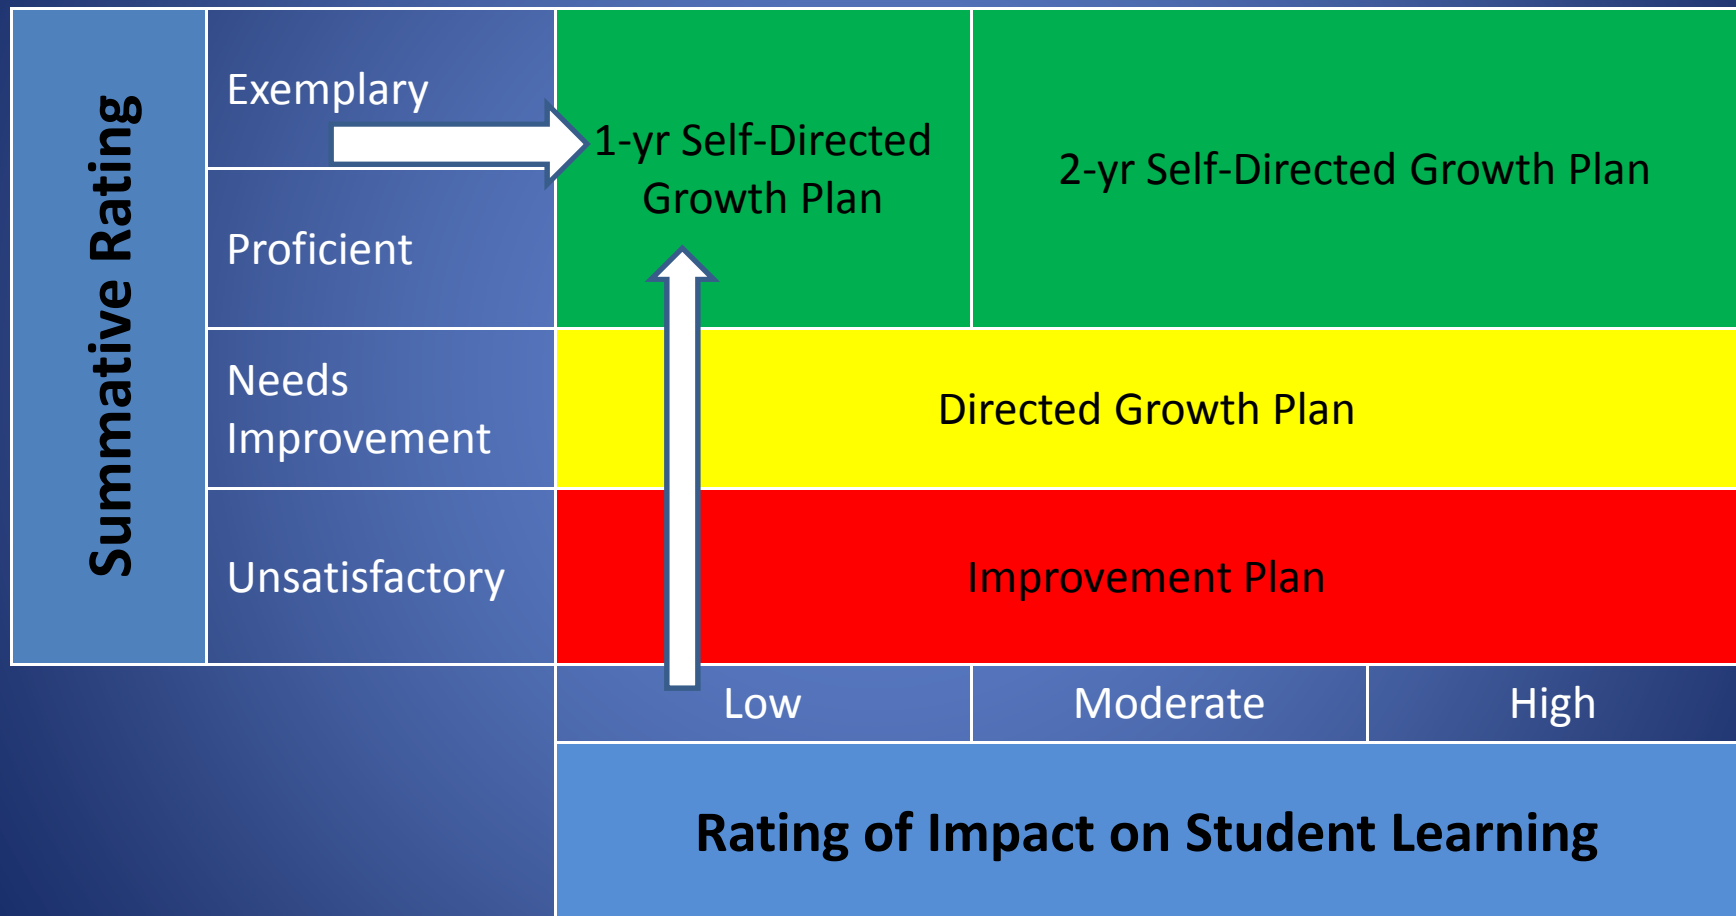 Summative Rating
Exemplary
1-yr Self-Directed
Growth Plan
2-yr Self-Directed Growth Plan
Proficient
Needs
Improvement
Directed Growth Plan
Unsatisfactory
Improvement Plan
Low
Moderate
High
Rating of Impact on Student Learning